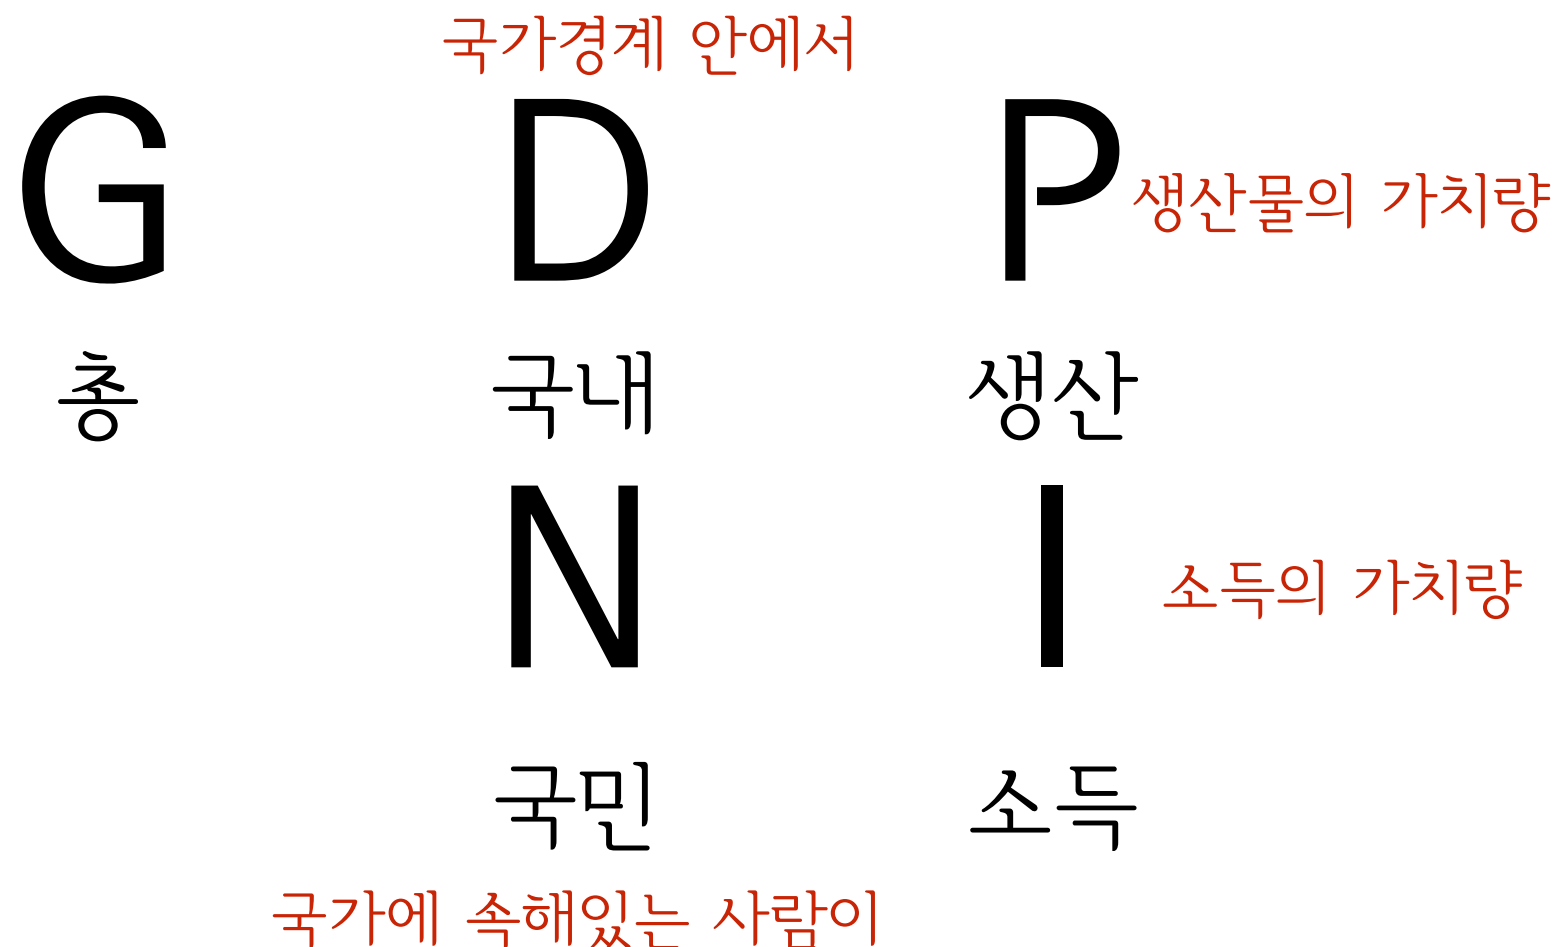 국가경계 안에서
G D P
생산물의 가치량
총 국내 생산
N I
소득의 가치량
국민 소득
국가에 속해있는 사람이